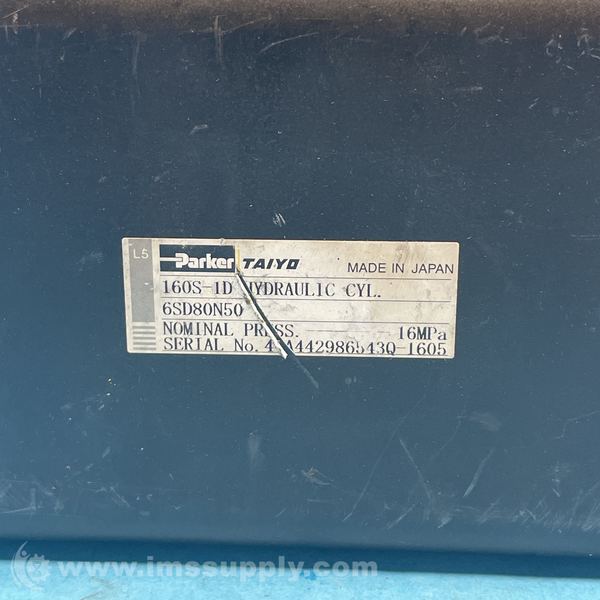 L5
Parker TAIYO MADE IN JAPAN
160S-1D HYDRAULIC CYL.
6SD80N50
NOMINAL PRESS. 16MPa
SERIAL No.
www.imssupply.com